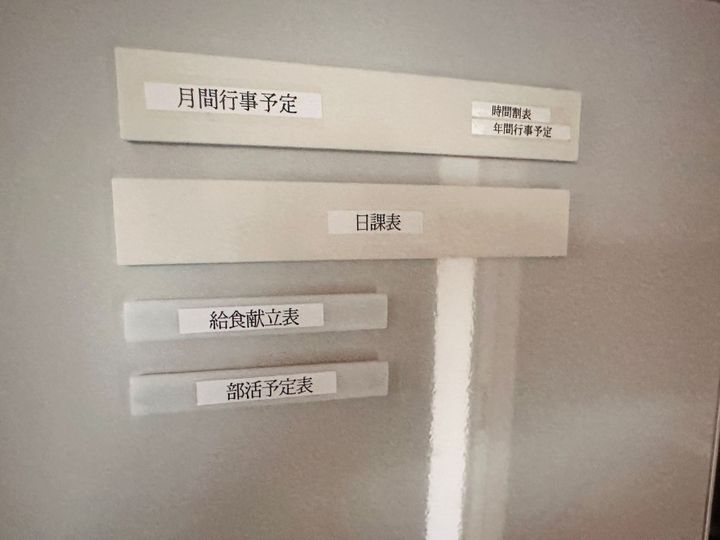 月間行事予定
時間割表
年間行事予定
日課表
給食献立表
部活予定表